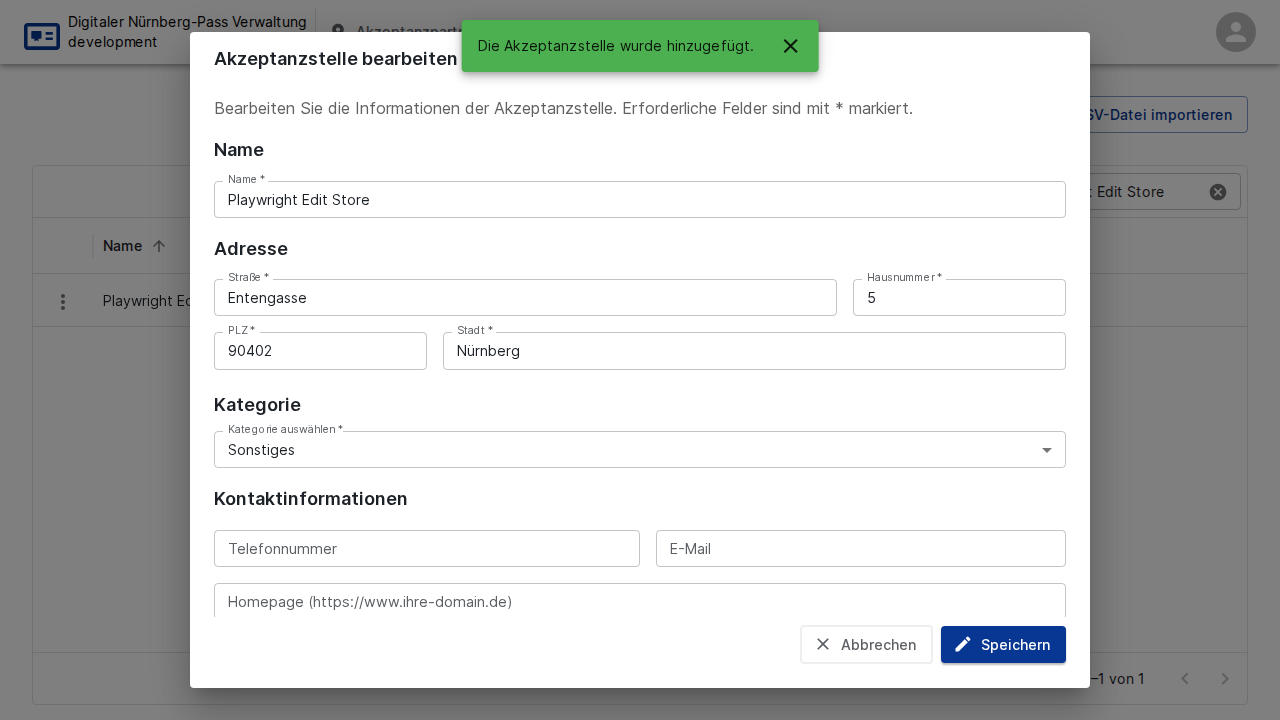 Digitaler Nürnberg-Pass Verwaltung
development
Die Akzeptanzstelle wurde hinzugefügt.
Akzeptanzstelle bearbeiten
Bearbeiten Sie die Informationen der Akzeptanzstelle. Erforderliche Felder sind mit * markiert.
SV-Datei importieren
Name
Name *
Playwright Edit Store
t Edit Store
Name
Adresse
Straße *
Entengasse
Hausnummer *
5
Playwright Ed
PLZ *
90402
Stadt *
Nürnberg
Kategorie
Kategorie auswählen *
Sonstiges
Kontaktinformationen
Telefonnummer
E-Mail
Homepage (https://www.ihre-domain.de)
Abbrechen
Speichern
–1 von 1